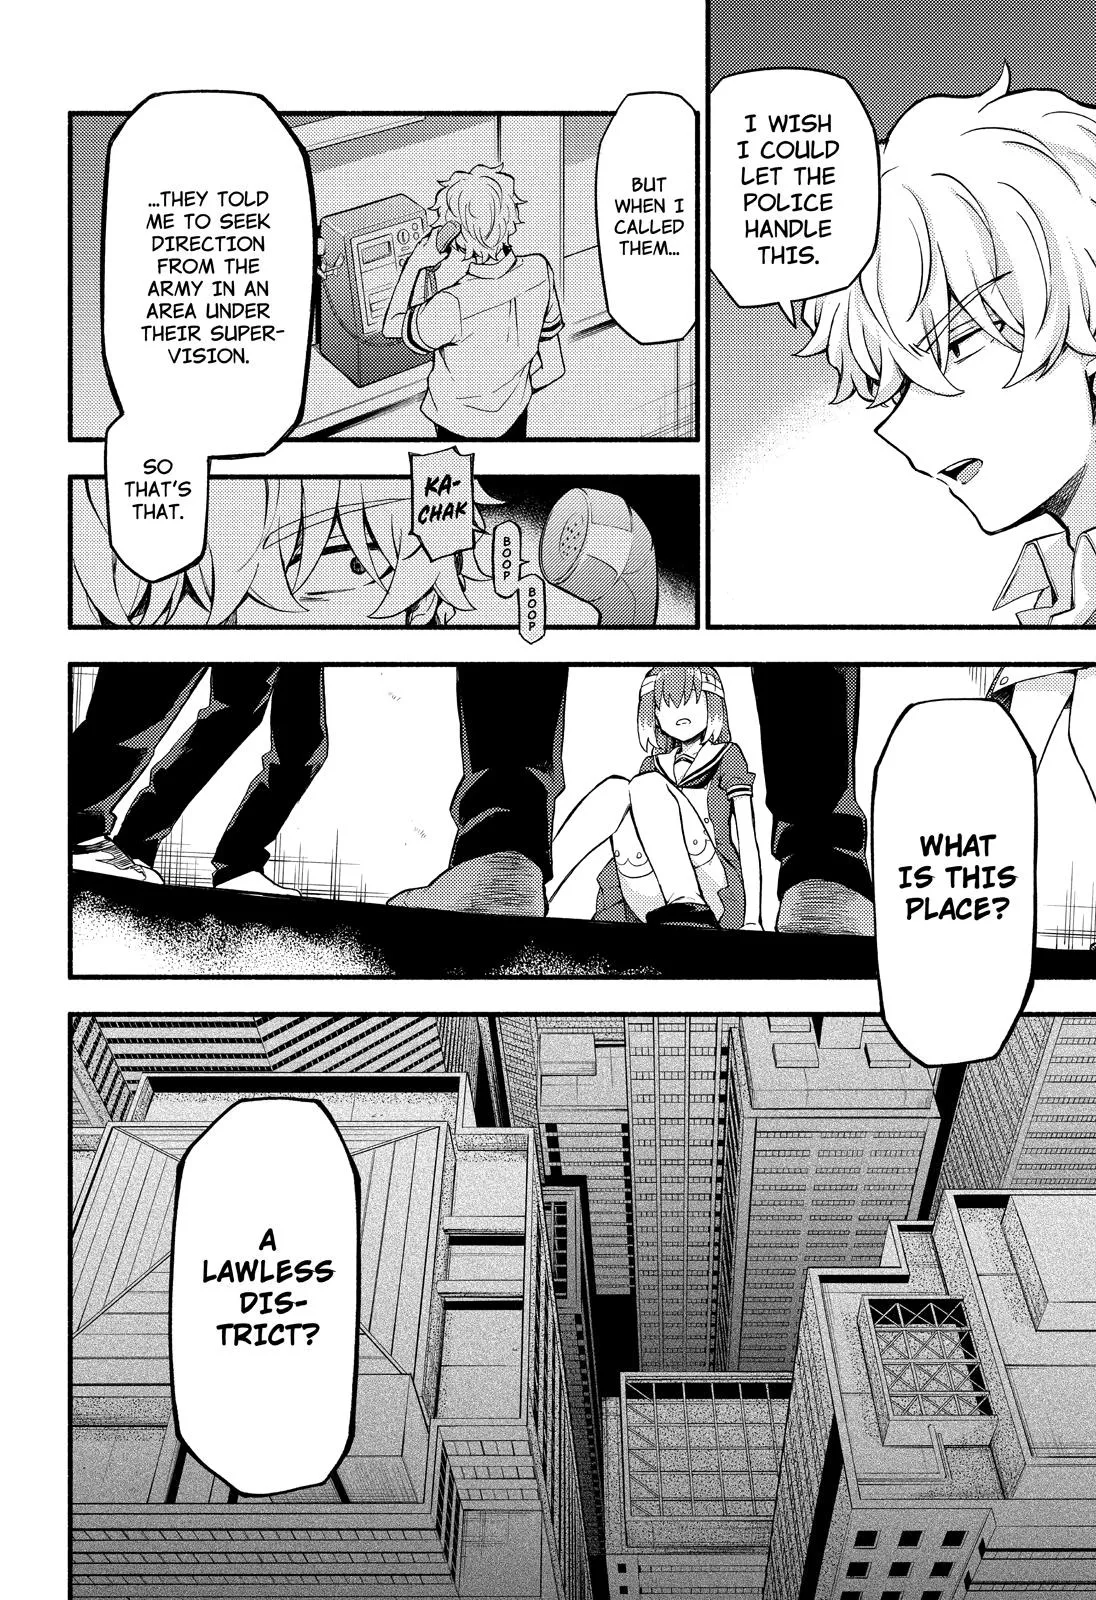 I WISH
I COULD
LET THE
POLICE
HANDLE
THIS.
BUT
WHEN I
CALLED
THEM...
...THEY TOLD
ME TO SEEK
DIRECTION
FROM THE
ARMY IN AN
AREA UNDER
THEIR SUPER-
VISION.
KA-
CHAK
BOOP
BOOP
SO
THAT'S
THAT.
WHAT
IS THIS
PLACE?
A
LAWLESS
DIS-
TRICT?